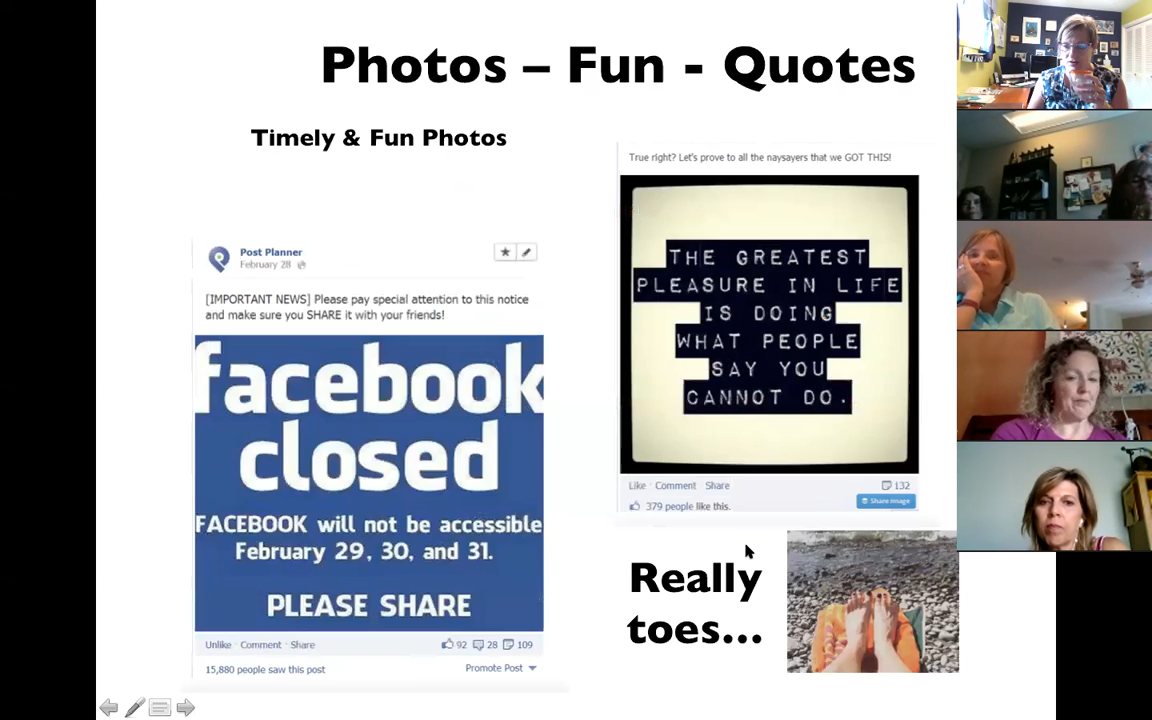 Photos – Fun - Quotes
Timely & Fun Photos
Post Planner
February 28
[IMPORTANT NEWS] Please pay special attention to this notice
and make sure you SHARE it with your friends!
facebook
closed
FACEBOOK will not be accessible
February 29, 30, and 31.
PLEASE SHARE
Unlike · Comment · Share 92 28 109
15,880 people saw this post Promote Post
True right? Let's prove to all the naysayers that we GOT THIS!
THE GREATEST
PLEASURE IN LIFE
IS DOING
WHAT PEOPLE
SAY YOU
CANNOT DO.
Like · Comment · Share 132
379 people like this. Share image
Really
toes...